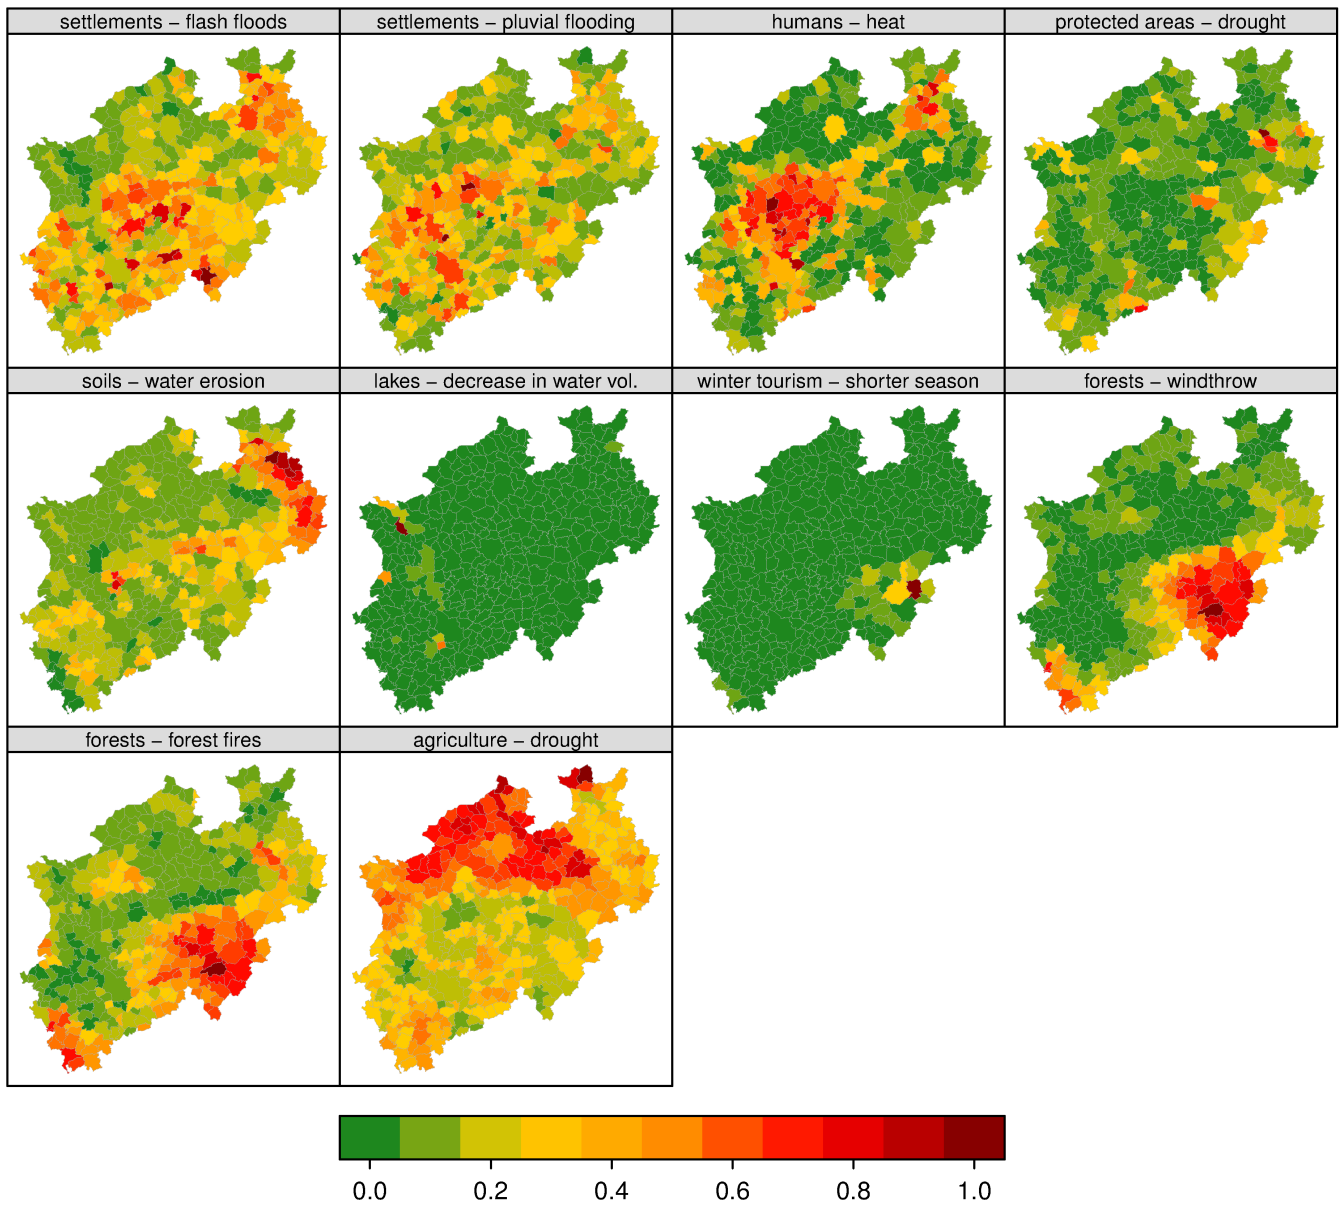 settlements – flash floods
settlements – pluvial flooding
humans – heat
protected areas – drought
soils – water erosion
lakes – decrease in water vol.
winter tourism – shorter season
forests – windthrow
forests – forest fires
agriculture – drought
0.0 0.2 0.4 0.6 0.8 1.0